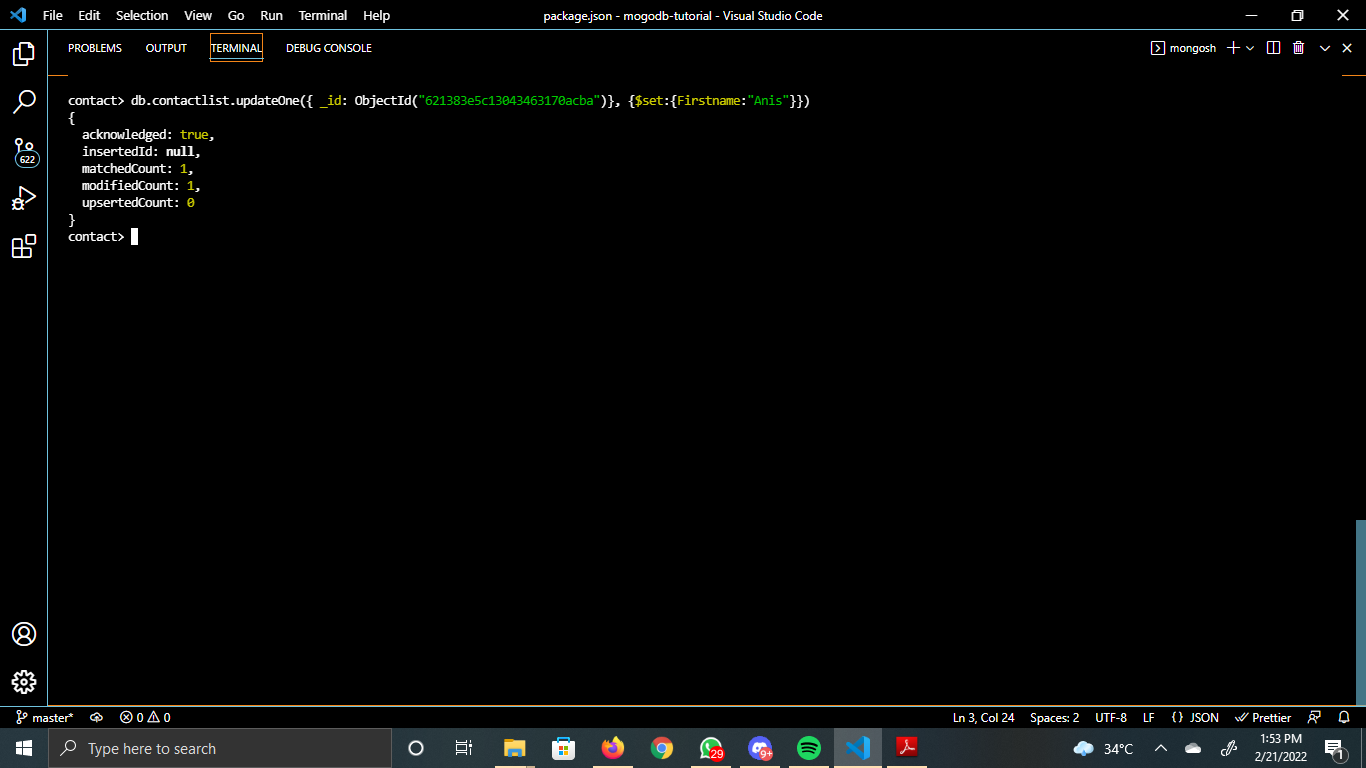 File Edit Selection View Go Run Terminal Help
package.json - mogodb-tutorial - Visual Studio Code
PROBLEMS OUTPUT TERMINAL DEBUG CONSOLE
mongosh
contact> db.contactlist.updateOne({ _id: ObjectId("621383e5c13043463170acba")}, {$set:{Firstname:"Anis"}})
{
acknowledged: true,
insertedId: null,
matchedCount: 1,
modifiedCount: 1,
upsertedCount: 0
}
contact>
622
master* 0 0
Ln 3, Col 24 Spaces: 2 UTF-8 LF {} JSON Prettier
Type here to search
29
9+
34°C
1:53 PM
2/21/2022
1